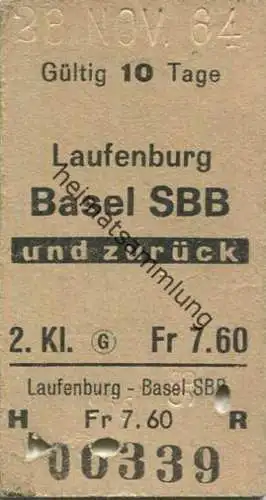 28 NOV. 64
Gültig 10 Tage
Laufenburg
Basel SBB
und zurück
2. Kl. G Fr 7.60
Laufenburg - Basel SBB
H Fr 7.60 R
00339
heimatsammlung